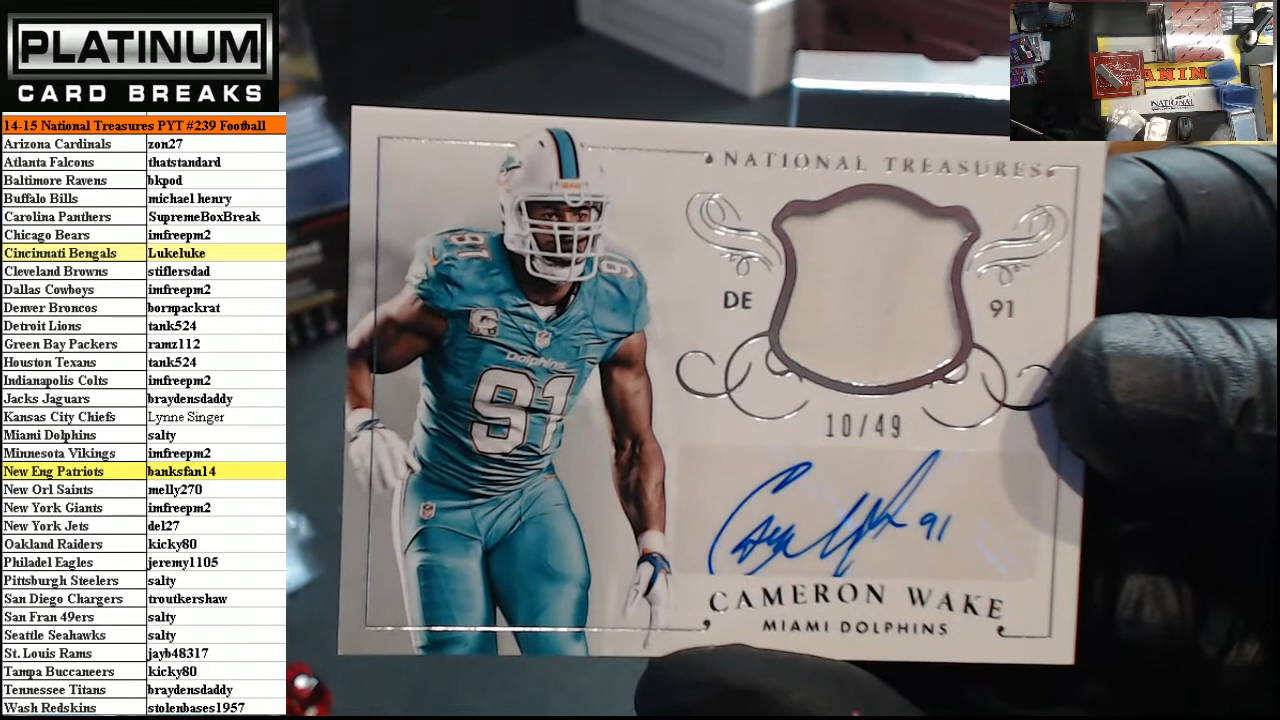 PLATINUM
CARD BREAKS
14-15 National Treasures PYT #239 Football
Arizona Cardinals zon27
Atlanta Falcons thatstandard
Baltimore Ravens bkpod
Buffalo Bills michael henry
Carolina Panthers SupremeBoxBreak
Chicago Bears imfreepm2
Cincinnati Bengals Lukeluke
Cleveland Browns stiflersdad
Dallas Cowboys imfreepm2
Denver Broncos bornpackrat
Detroit Lions tank524
Green Bay Packers ramz112
Houston Texans tank524
Indianapolis Colts imfreepm2
Jacks Jaguars braydensdaddy
Kansas City Chiefs Lynne Singer
Miami Dolphins salty
Minnesota Vikings imfreepm2
New Eng Patriots banksfan14
New Orl Saints melly270
New York Giants imfreepm2
New York Jets del27
Oakland Raiders kicky80
Philadel Eagles jeremy1105
Pittsburgh Steelers salty
San Diego Chargers troutkershaw
San Fran 49ers salty
Seattle Seahawks salty
St. Louis Rams jayb48317
Tampa Buccaneers kicky80
Tennessee Titans braydensdaddy
Wash Redskins stolenbases1957
NATIONAL TREASURES
DE 91
10/49
91
CAMERON WAKE
MIAMI DOLPHINS
91 91
Dolphins
91
ANINI
NATIONAL